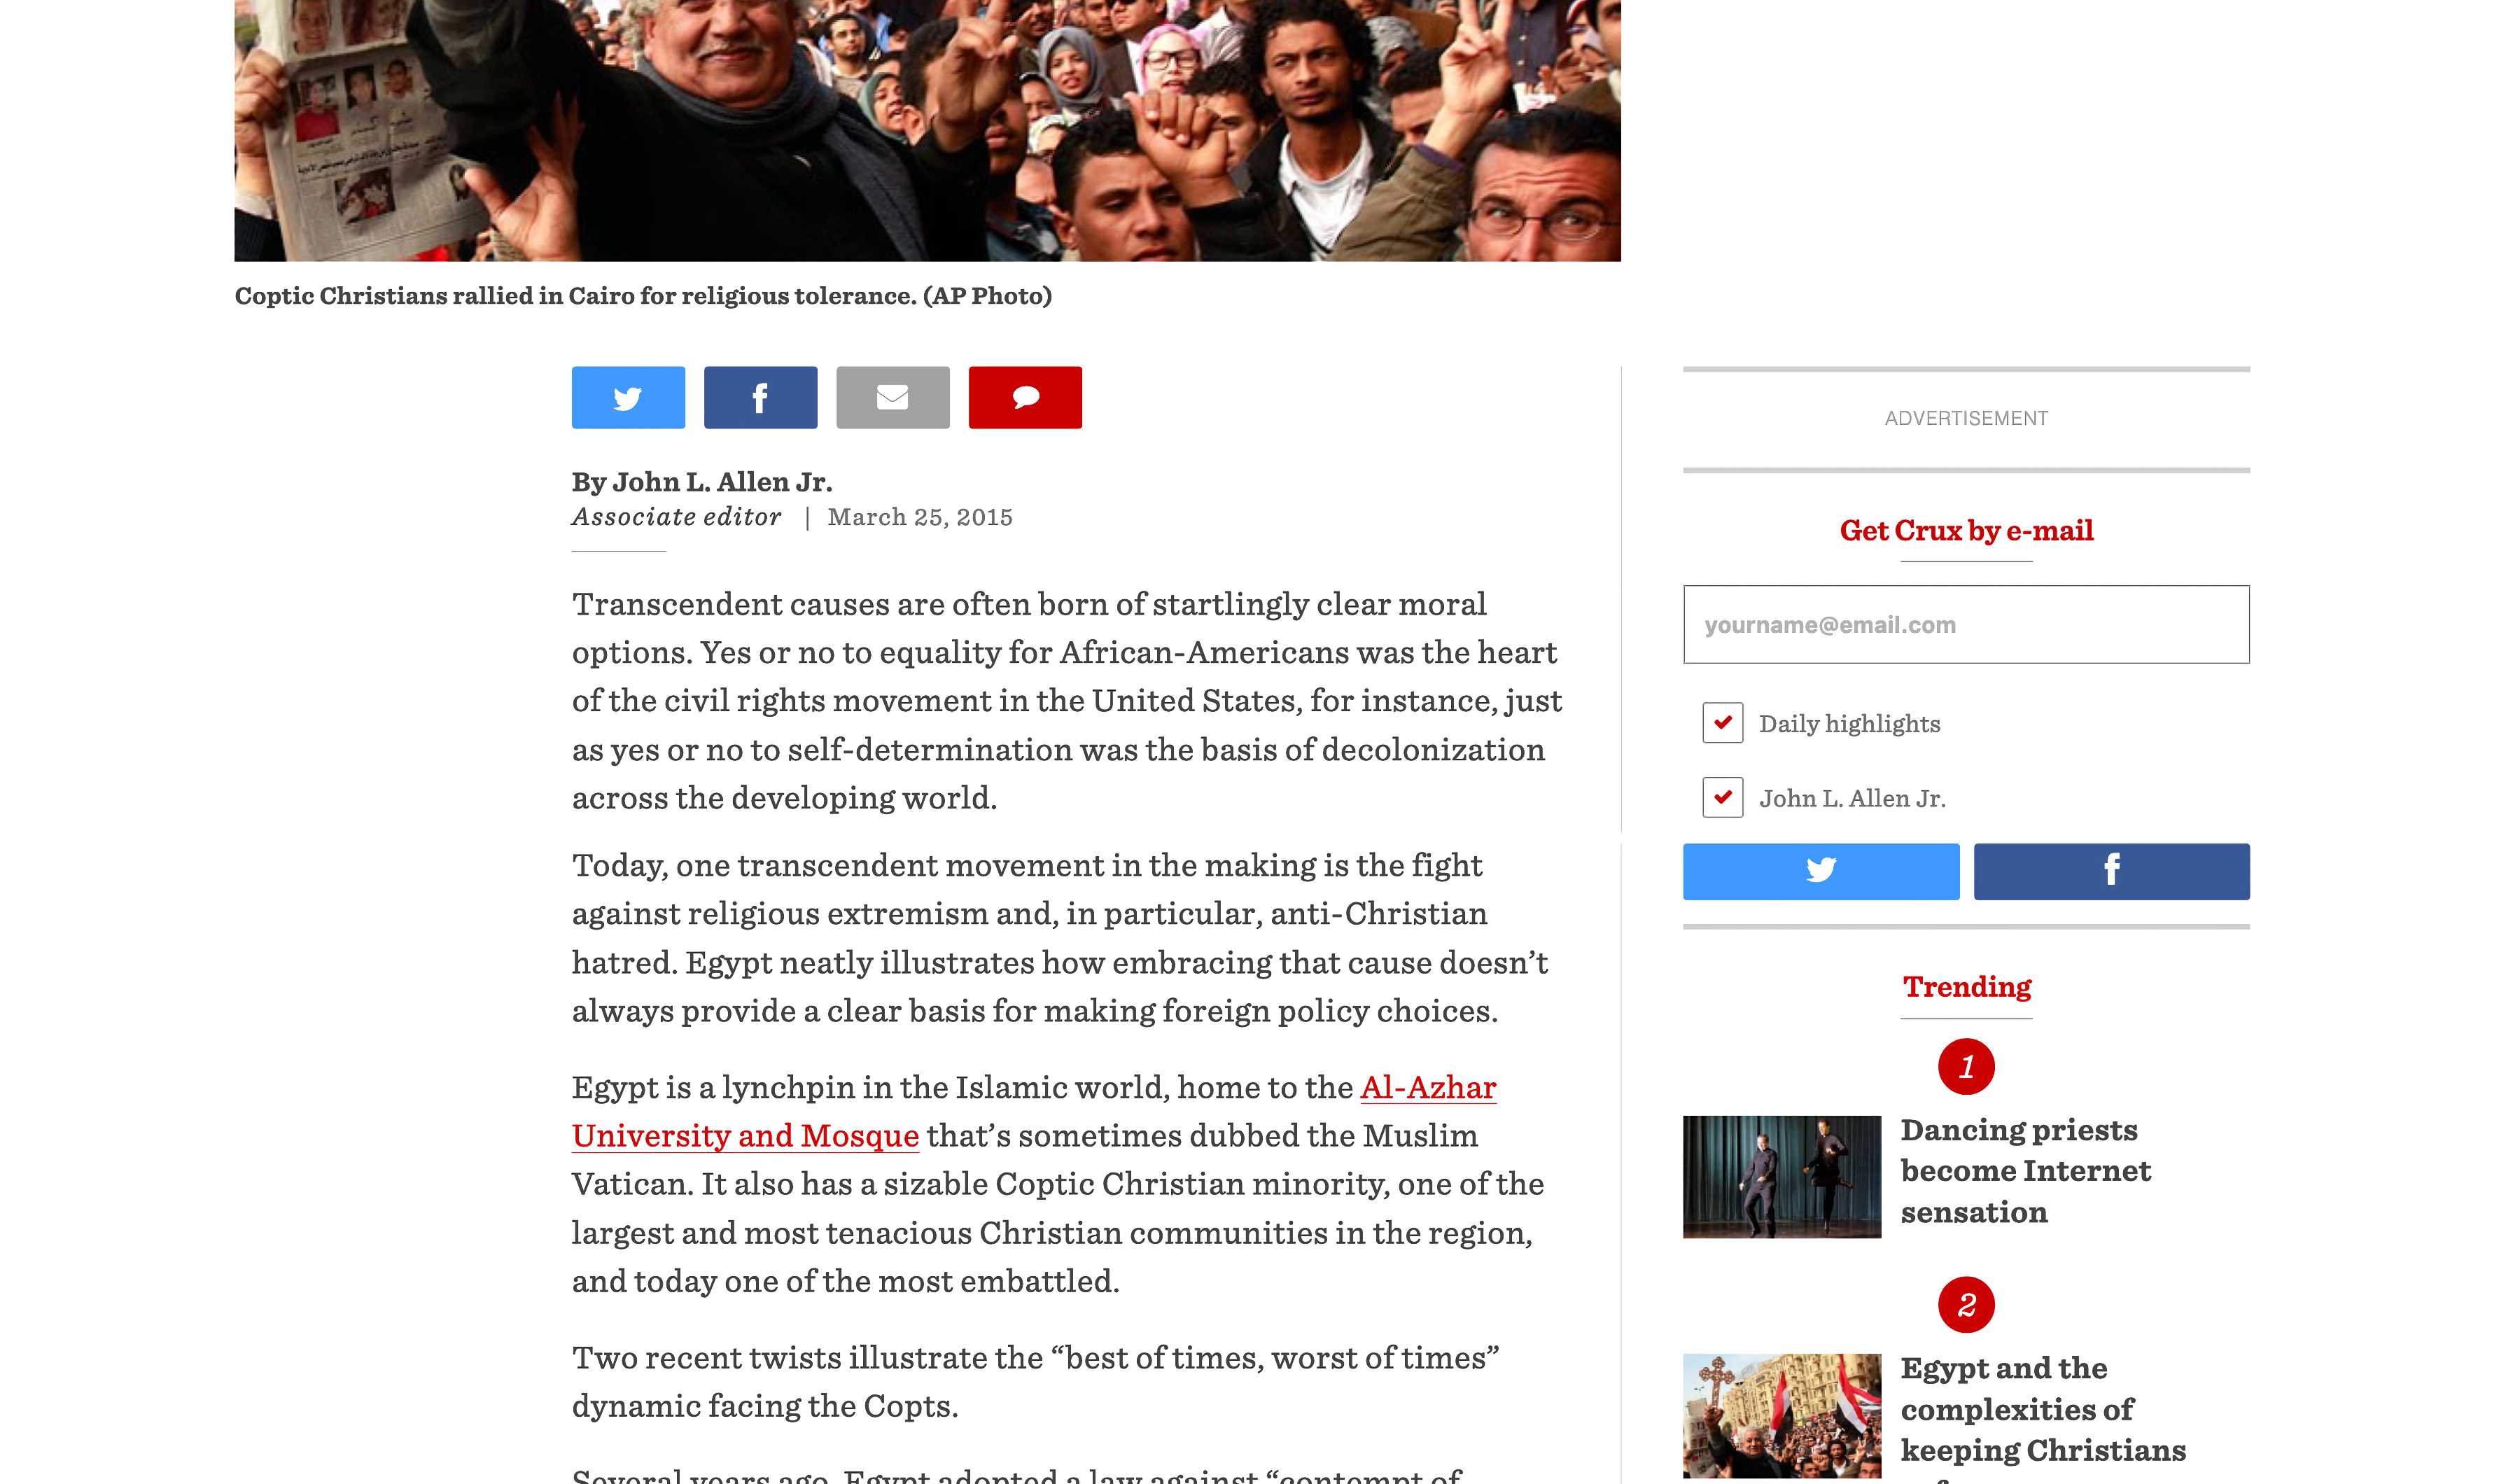 Coptic Christians rallied in Cairo for religious tolerance. (AP Photo)
By John L. Allen Jr.
Associate editor | March 25, 2015
Transcendent causes are often born of startlingly clear moral
options. Yes or no to equality for African-Americans was the heart
of the civil rights movement in the United States, for instance, just
as yes or no to self-determination was the basis of decolonization
across the developing world.
Today, one transcendent movement in the making is the fight
against religious extremism and, in particular, anti-Christian
hatred. Egypt neatly illustrates how embracing that cause doesn’t
always provide a clear basis for making foreign policy choices.
Egypt is a lynchpin in the Islamic world, home to the Al-Azhar
University and Mosque that’s sometimes dubbed the Muslim
Vatican. It also has a sizable Coptic Christian minority, one of the
largest and most tenacious Christian communities in the region,
and today one of the most embattled.
Two recent twists illustrate the “best of times, worst of times”
dynamic facing the Copts.
Several years ago, Egypt adopted a law against “contempt of
ADVERTISEMENT
Get Crux by e-mail
yourname@email.com
Daily highlights
John L. Allen Jr.
Trending
1
Dancing priests
become Internet
sensation
2
Egypt and the
complexities of
keeping Christians